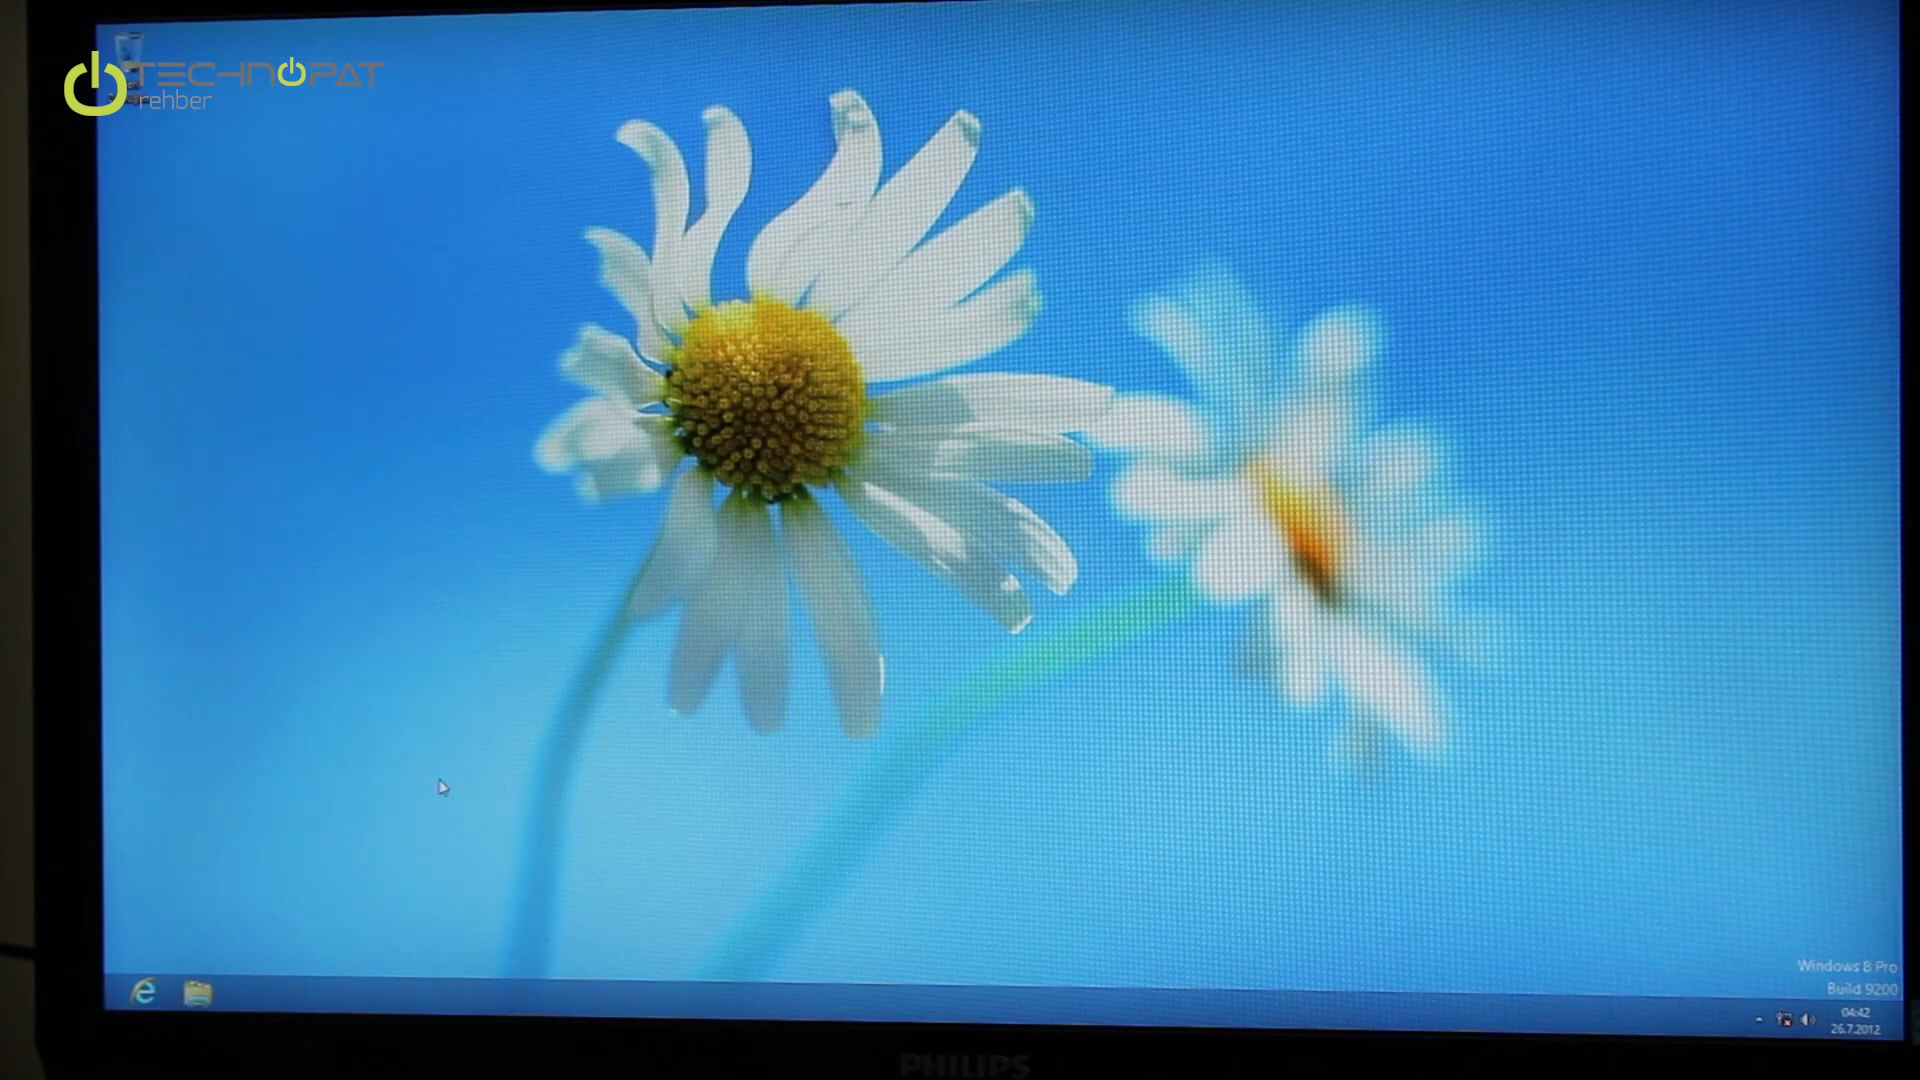 TECHNOPAT
rehber
Windows 8 Pro
Build 9200
04:42
26.7.2012
PHILIPS